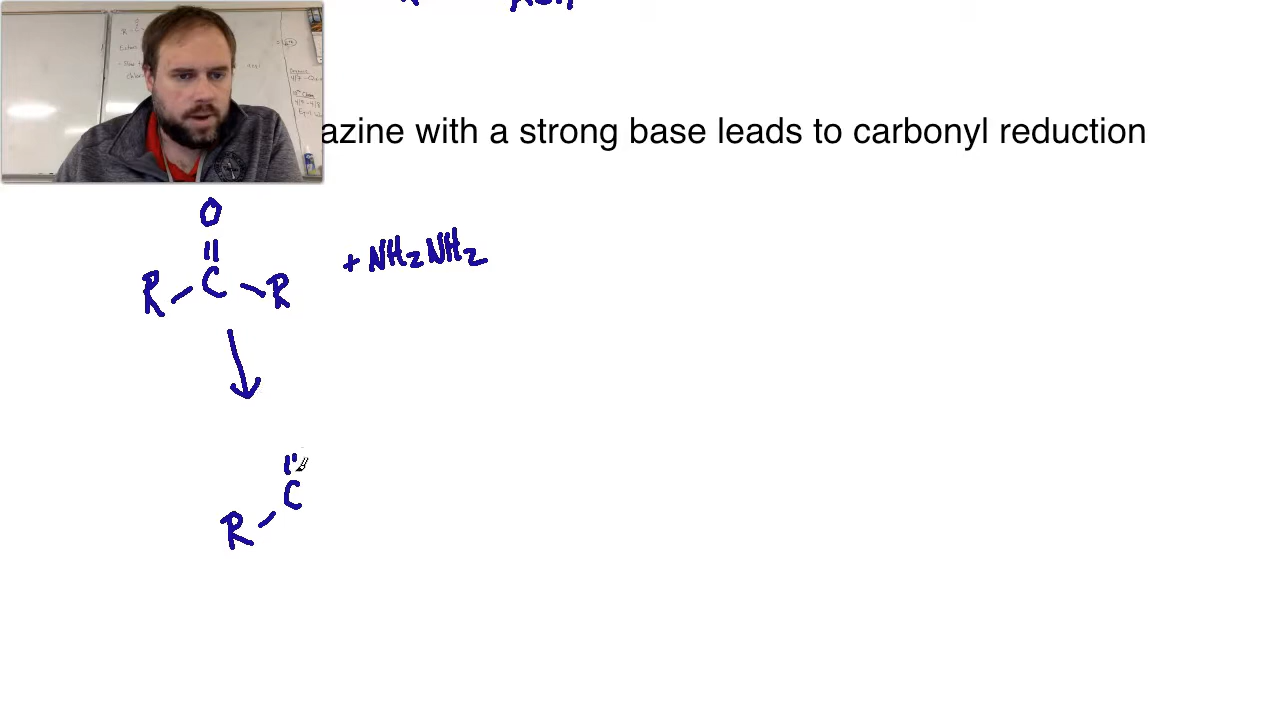 azine with a strong base leads to carbonyl reduction
O
||
R - C - R + NH2NH2
||
C
R -